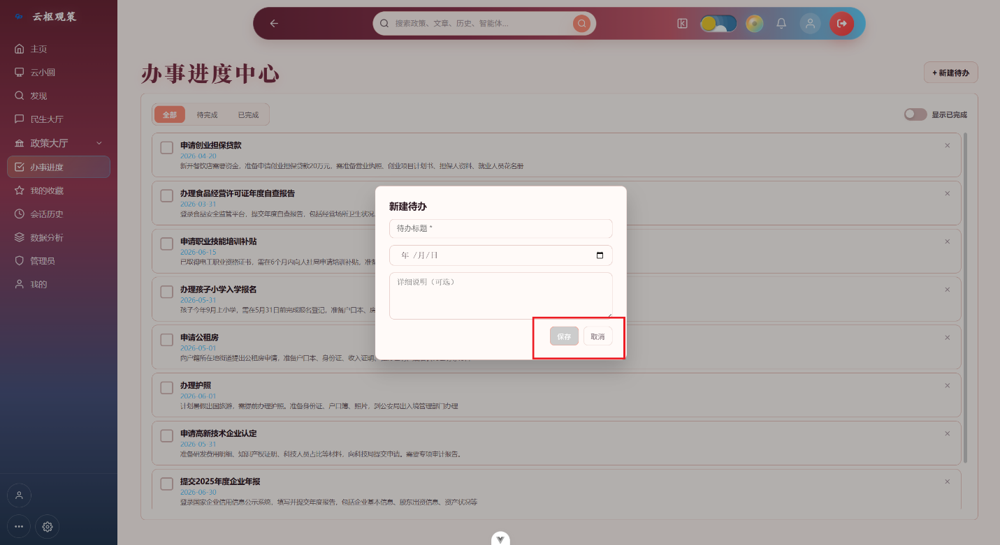 云枢观策
搜索政策、文章、历史、智能体...
主页
云小圆
发现
民生大厅
政策大厅
办事进度
我的收藏
会话历史
数据分析
管理员
我的
办事进度中心
+ 新建待办
全部
待完成
已完成
显示已完成
申请创业担保贷款
2026-04-20
新开餐饮店需要资金，准备申请创业担保贷款20万元，需准备营业执照、创业项目计划书、担保人资料、就业人员花名册
办理食品经营许可证年度自查报告
2026-03-31
登录食品安全监管平台，提交年度自查报告，包括经营场所卫生状况、
申请职业技能培训补贴
2026-06-15
已取得电工职业资格证书，需在6个月内向人社局申请培训补贴，准备
办理孩子小学入学报名
2026-05-31
孩子今年9月上小学，需在5月31日前完成报名登记，准备户口本、房
申请公租房
2026-05-01
向户籍所在地街道提出公租房申请，准备户口本、身份证、收入证明、
办理护照
2026-06-01
计划暑假出国旅游，需提前办理护照。准备身份证、户口簿、照片，到公安局出入境管理部门办理
申请高新技术企业认定
2026-05-31
准备研发费用明细、知识产权证明、科技人员占比等材料，向科技局提交申请。需要专项审计报告。
提交2025年度企业年报
2026-06-30
登录国家企业信用信息公示系统，填写并提交年度报告，包括企业基本信息、股东出资信息、资产状况等
新建待办
待办标题 *
年 /月/日
详细说明（可选）
保存
取消